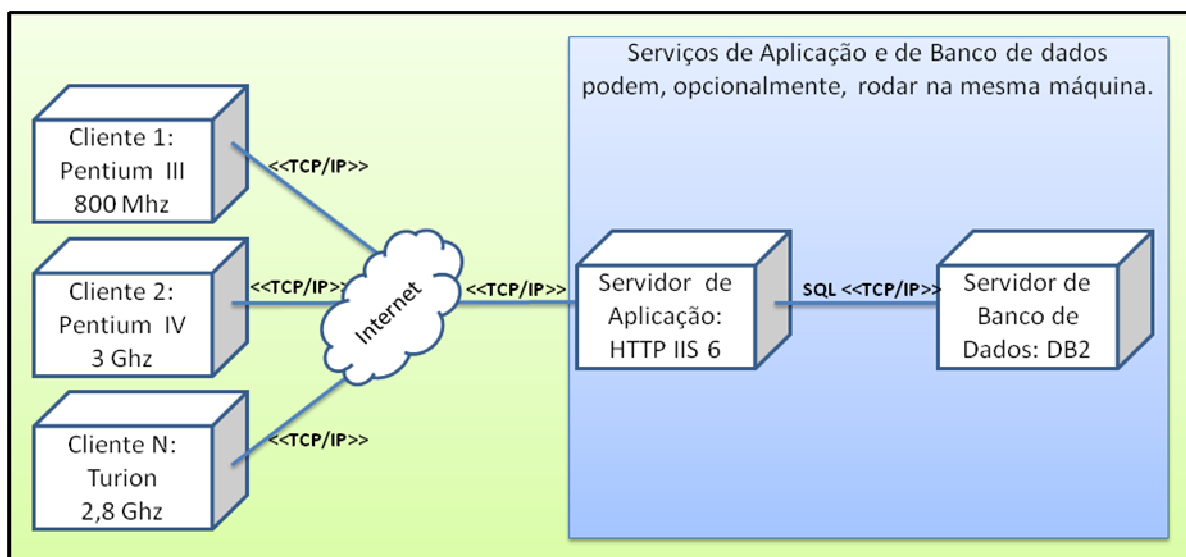 Serviços de Aplicação e de Banco de dados
podem, opcionalmente, rodar na mesma máquina.
Cliente 1:
Pentium III
800 Mhz
<<TCP/IP>>
Cliente 2:
Pentium IV
3 Ghz
<<TCP/IP>>
Internet
<<TCP/IP>>
Servidor de
Aplicação:
HTTP IIS 6
SQL <<TCP/IP>>
Servidor de
Banco de
Dados: DB2
Cliente N:
Turion
2,8 Ghz
<<TCP/IP>>